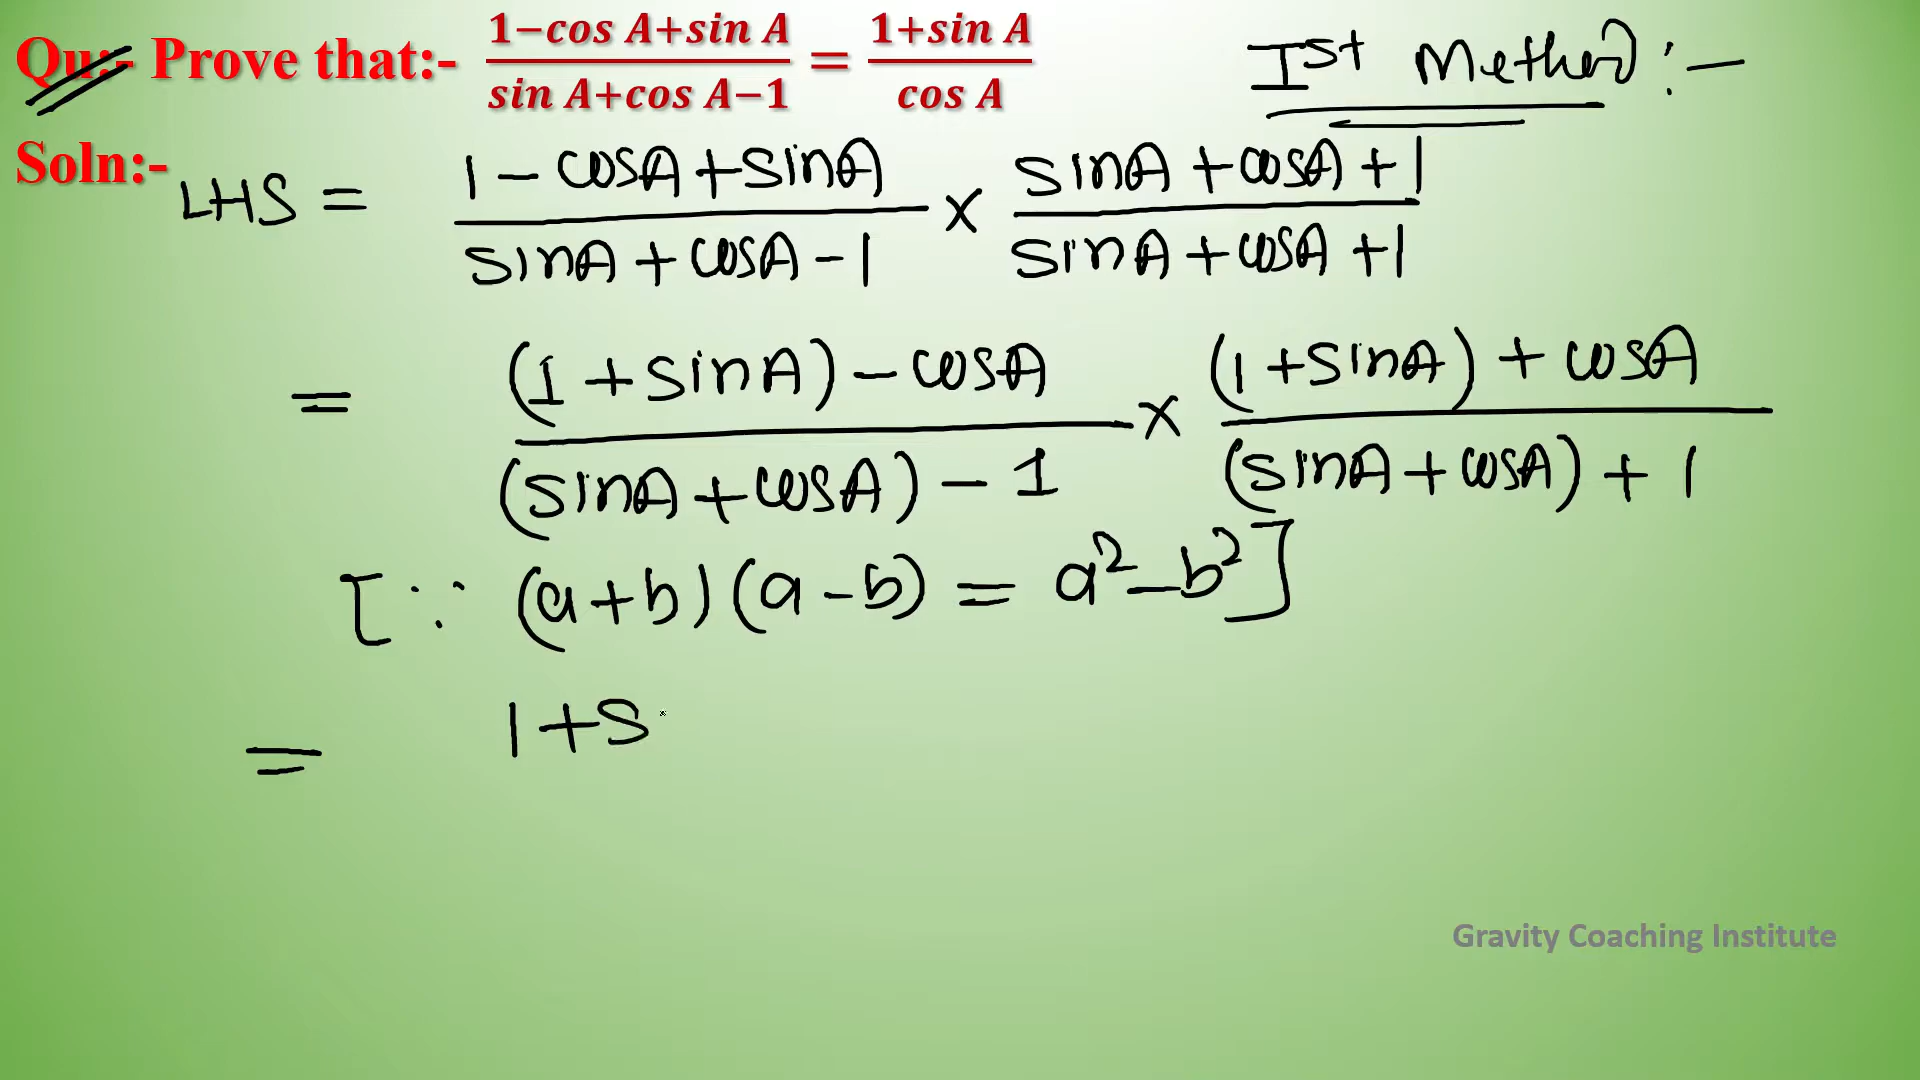 Qu:- Prove that:- (1−cos A+sin A)/(sin A+cos A−1) = (1+sin A)/(cos A)
Ist Method :-
Soln:-
LHS = (1 - cosA + sinA)/(sinA + cosA - 1) × (sinA + cosA + 1)/(sinA + cosA + 1)
= ((1 + sinA) - cosA)/((sinA + cosA) - 1) × ((1 + sinA) + cosA)/((sinA + cosA) + 1)
[∵ (a+b)(a-b) = a² - b²]
= 1 + s
Gravity Coaching Institute